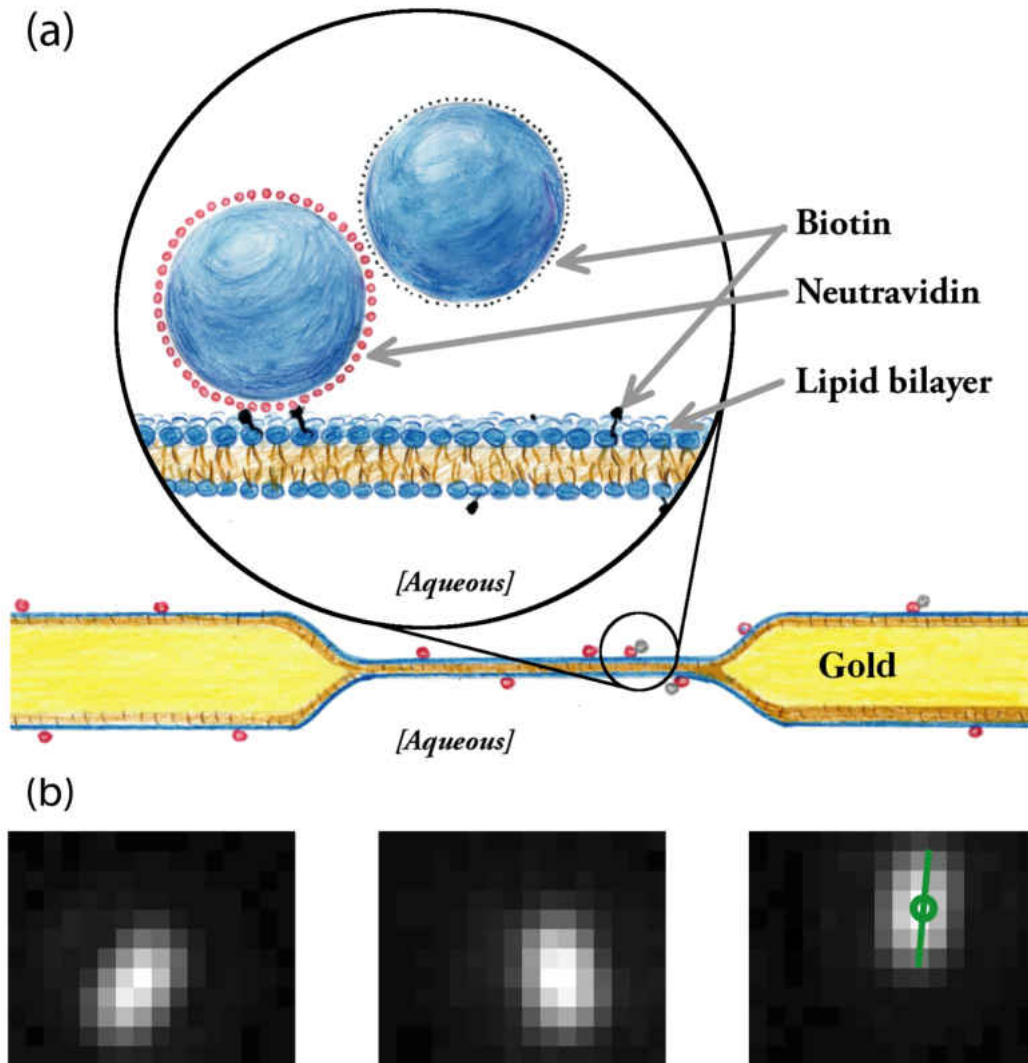 (a)
Biotin
Neutravidin
Lipid bilayer
[Aqueous]
Gold
[Aqueous]
(b)